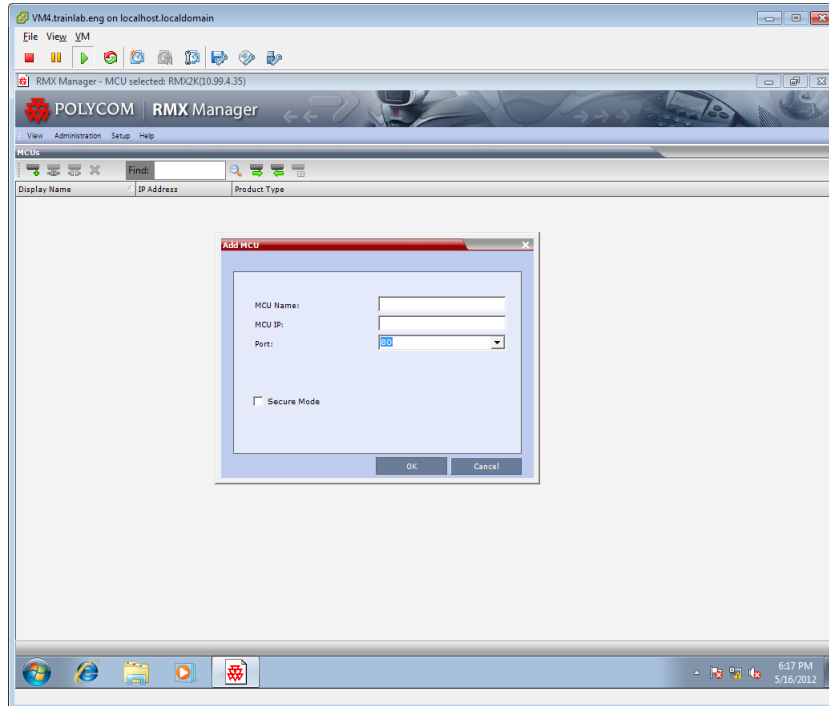 VM4.trainlab.eng on localhost.localdomain
File View VM
RMX Manager - MCU selected: RMX2K(10.99.4.35)
POLYCOM | RMX Manager
View Administration Setup Help
MCUs
Find:
Display Name IP Address Product Type
Add MCU
MCU Name:
MCU IP:
Port: 80
Secure Mode
OK Cancel
6:17 PM
5/16/2012